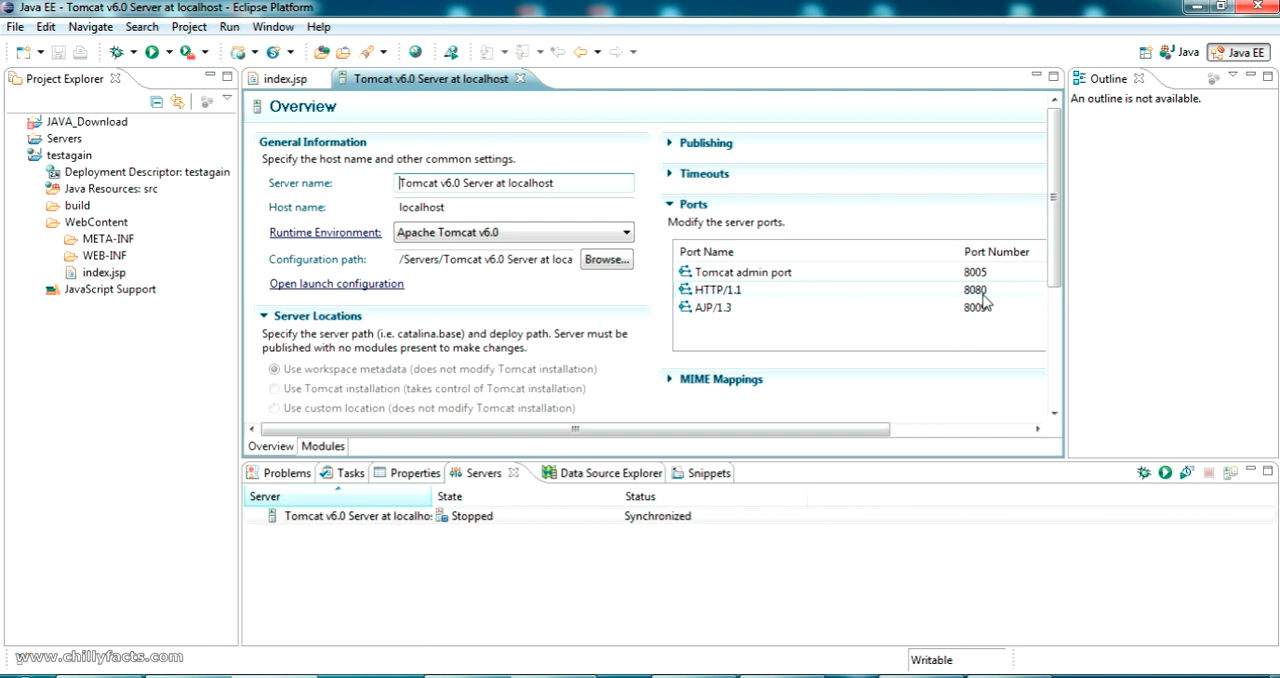 Java EE - Tomcat v6.0 Server at localhost - Eclipse Platform
File Edit Navigate Search Project Run Window Help
Java Java EE
Project Explorer
JAVA_Download
Servers
testagain
Deployment Descriptor: testagain
Java Resources: src
build
WebContent
META-INF
WEB-INF
index.jsp
JavaScript Support
index.jsp Tomcat v6.0 Server at localhost
Overview
General Information
Specify the host name and other common settings.
Server name: Tomcat v6.0 Server at localhost
Host name: localhost
Runtime Environment: Apache Tomcat v6.0
Configuration path: /Servers/Tomcat v6.0 Server at loca Browse...
Open launch configuration
Server Locations
Specify the server path (i.e. catalina.base) and deploy path. Server must be
published with no modules present to make changes.
Use workspace metadata (does not modify Tomcat installation)
Use Tomcat installation (takes control of Tomcat installation)
Use custom location (does not modify Tomcat installation)
Publishing
Timeouts
Ports
Modify the server ports.
Port Name Port Number
Tomcat admin port 8005
HTTP/1.1 8080
AJP/1.3
MIME Mappings
Overview Modules
Outline
An outline is not available.
Problems Tasks Properties Servers Data Source Explorer Snippets
Server State Status
Tomcat v6.0 Server at localho: Stopped Synchronized
www.chillyfacts.com
Writable